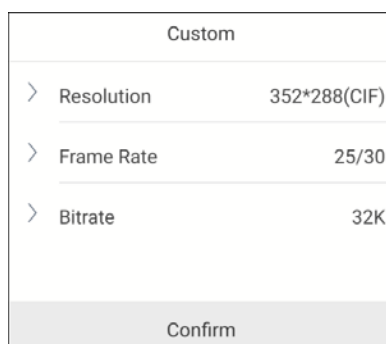 Custom
Resolution 352*288(CIF)
Frame Rate 25/30
Bitrate 32K
Confirm